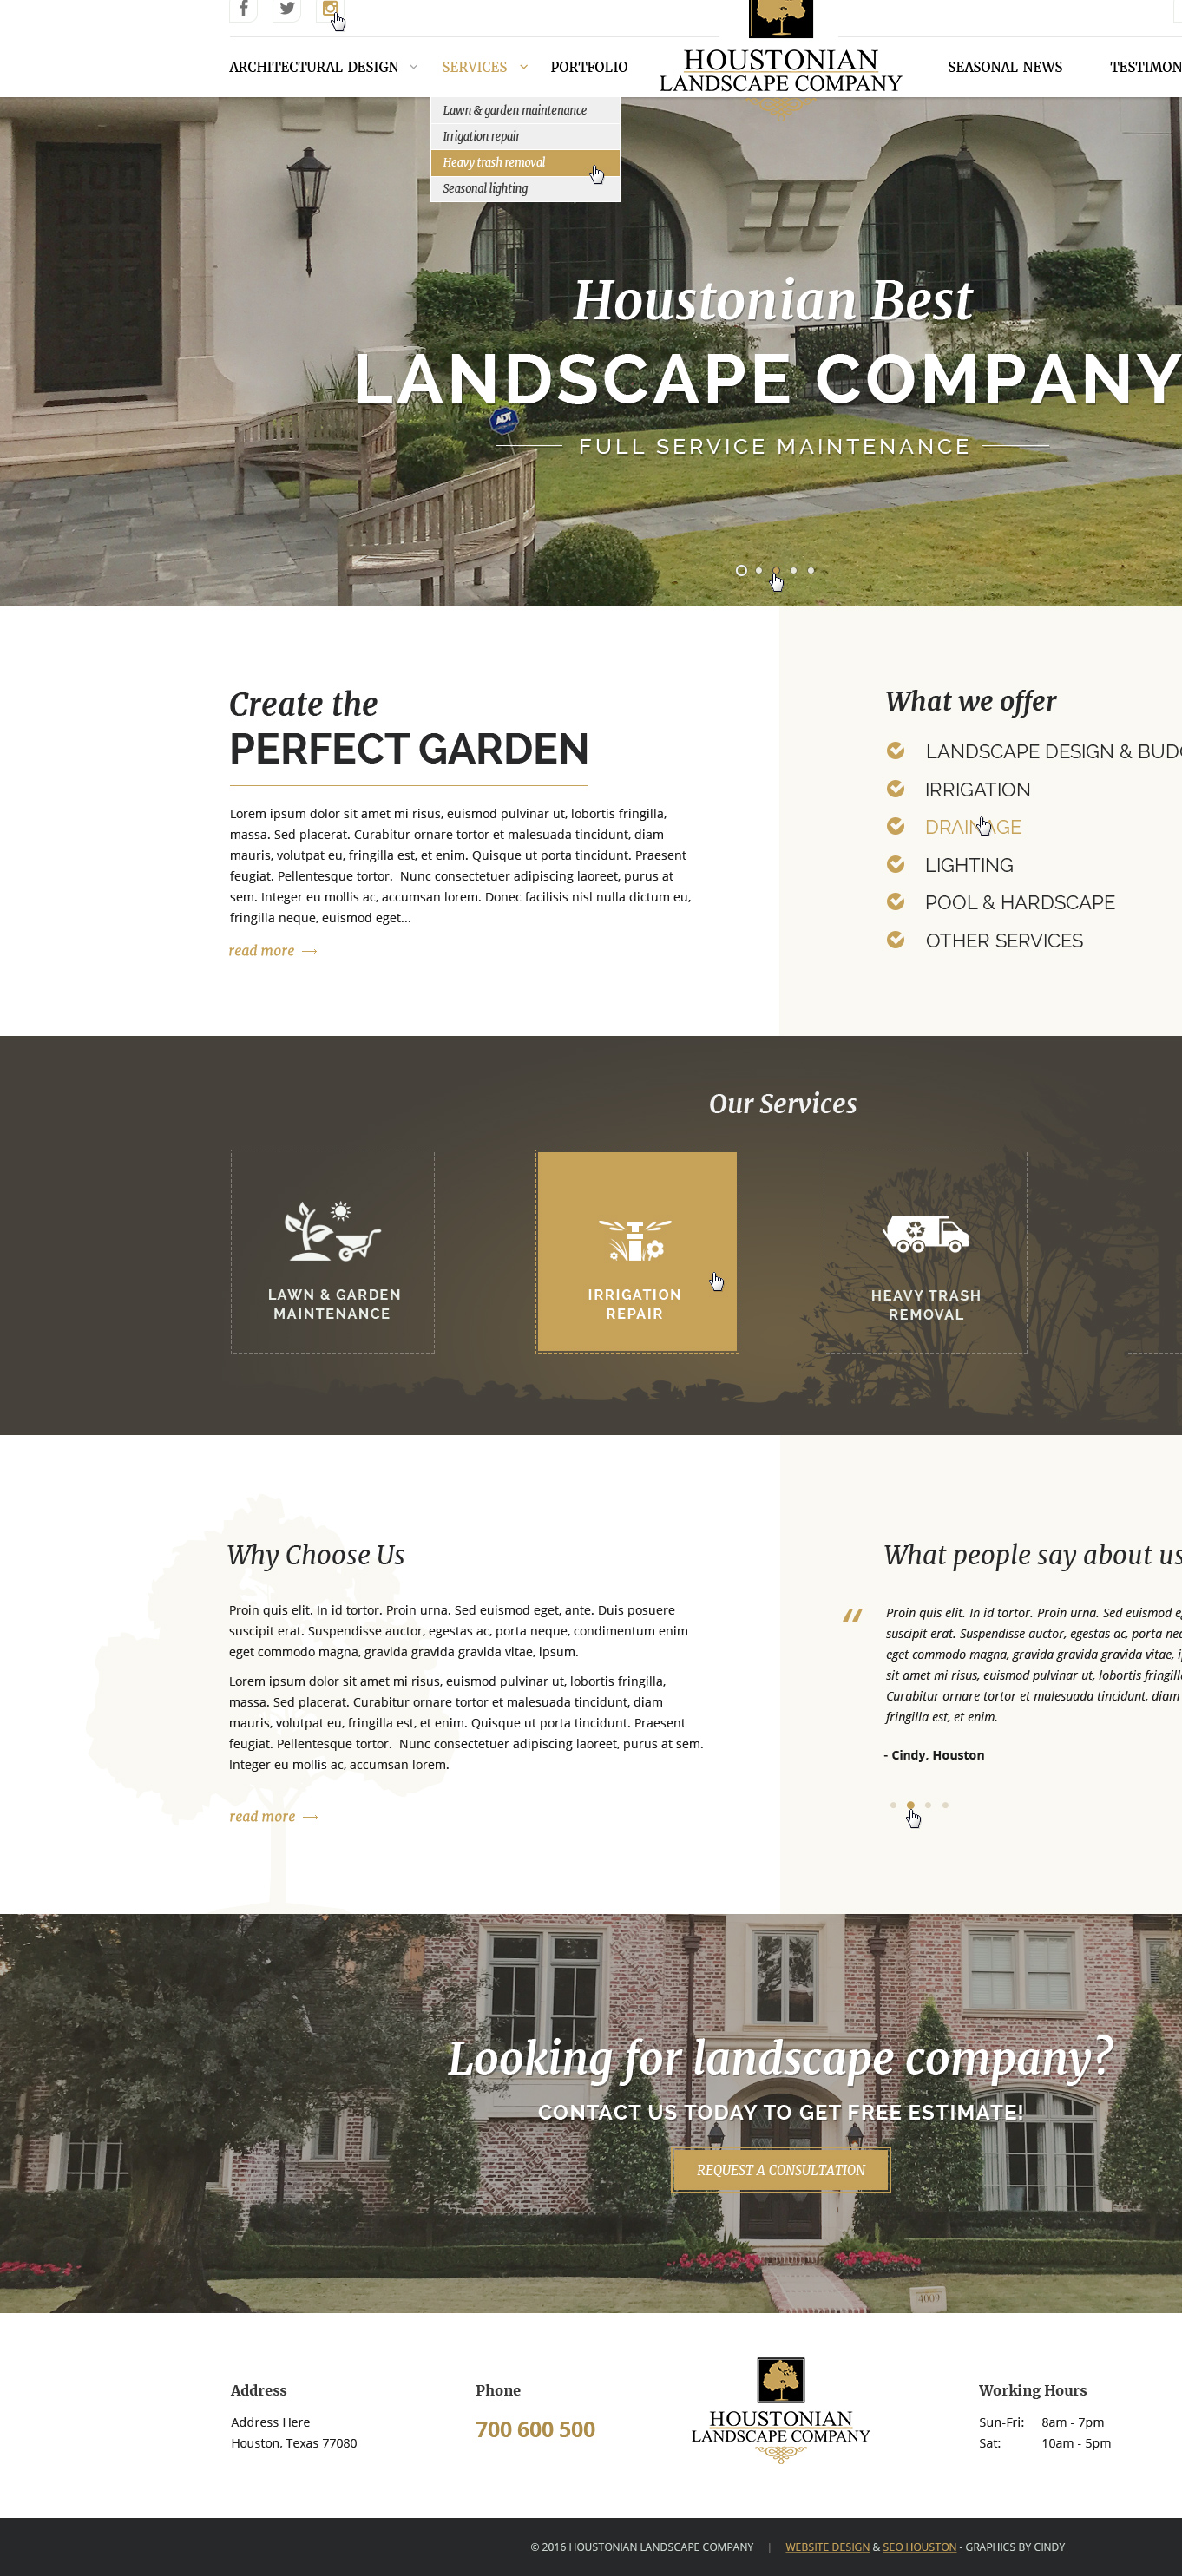 ARCHITECTURAL DESIGN SERVICES PORTFOLIO
HOUSTONIAN
LANDSCAPE COMPANY
SEASONAL NEWS TESTIMON
Lawn & garden maintenance
Irrigation repair
Heavy trash removal
Seasonal lighting
Houstonian Best
LANDSCAPE COMPANY
ADT
FULL SERVICE MAINTENANCE
Create the
PERFECT GARDEN
Lorem ipsum dolor sit amet mi risus, euismod pulvinar ut, lobortis fringilla,
massa. Sed placerat. Curabitur ornare tortor et malesuada tincidunt, diam
mauris, volutpat eu, fringilla est, et enim. Quisque ut porta tincidunt. Praesent
feugiat. Pellentesque tortor. Nunc consectetuer adipiscing laoreet, purus at
sem. Integer eu mollis ac, accumsan lorem. Donec facilisis nisl nulla dictum eu,
fringilla neque, euismod eget...
read more
What we offer
LANDSCAPE DESIGN & BUD
IRRIGATION
DRAINAGE
LIGHTING
POOL & HARDSCAPE
OTHER SERVICES
Our Services
LAWN & GARDEN
MAINTENANCE
IRRIGATION
REPAIR
HEAVY TRASH
REMOVAL
Why Choose Us
Proin quis elit. In id tortor. Proin urna. Sed euismod eget, ante. Duis posuere
suscipit erat. Suspendisse auctor, egestas ac, porta neque, condimentum enim
eget commodo magna, gravida gravida gravida vitae, ipsum.
Lorem ipsum dolor sit amet mi risus, euismod pulvinar ut, lobortis fringilla,
massa. Sed placerat. Curabitur ornare tortor et malesuada tincidunt, diam
mauris, volutpat eu, fringilla est, et enim. Quisque ut porta tincidunt. Praesent
feugiat. Pellentesque tortor. Nunc consectetuer adipiscing laoreet, purus at sem.
Integer eu mollis ac, accumsan lorem.
read more
What people say about us
Proin quis elit. In id tortor. Proin urna. Sed euismod eg
suscipit erat. Suspendisse auctor, egestas ac, porta neq
eget commodo magna, gravida gravida gravida vitae, i
sit amet mi risus, euismod pulvinar ut, lobortis fringilla
Curabitur ornare tortor et malesuada tincidunt, diam
fringilla est, et enim.
- Cindy, Houston
Looking for landscape company?
CONTACT US TODAY TO GET FREE ESTIMATE!
REQUEST A CONSULTATION
4009
Address
Address Here
Houston, Texas 77080
Phone
700 600 500
HOUSTONIAN
LANDSCAPE COMPANY
Working Hours
Sun-Fri: 8am - 7pm
Sat: 10am - 5pm
© 2016 HOUSTONIAN LANDSCAPE COMPANY | WEBSITE DESIGN & SEO HOUSTON - GRAPHICS BY CINDY